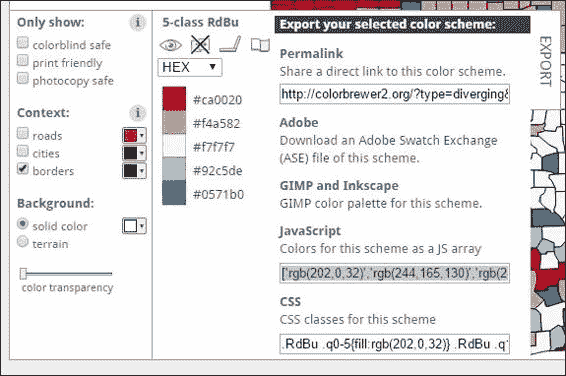 Only show:
i
colorblind safe
print friendly
photocopy safe
Context:
i
roads
cities
borders
Background:
solid color
terrain
color transparency
5-class RdBu
HEX
#ca0020
#f4a582
#f7f7f7
#92c5de
#0571b0
Export your selected color scheme:
Permalink
Share a direct link to this color scheme.
http://colorbrewer2.org/?type=diverging&
Adobe
Download an Adobe Swatch Exchange
(ASE) file of this scheme.
GIMP and Inkscape
GIMP color palette for this scheme.
JavaScript
Colors for this scheme as a JS array
['rgb(202,0,32)','rgb(244,165,130)','rgb(2
CSS
CSS classes for this scheme
.RdBu .q0-5{fill:rgb(202,0,32)} .RdBu .q1
EXPORT